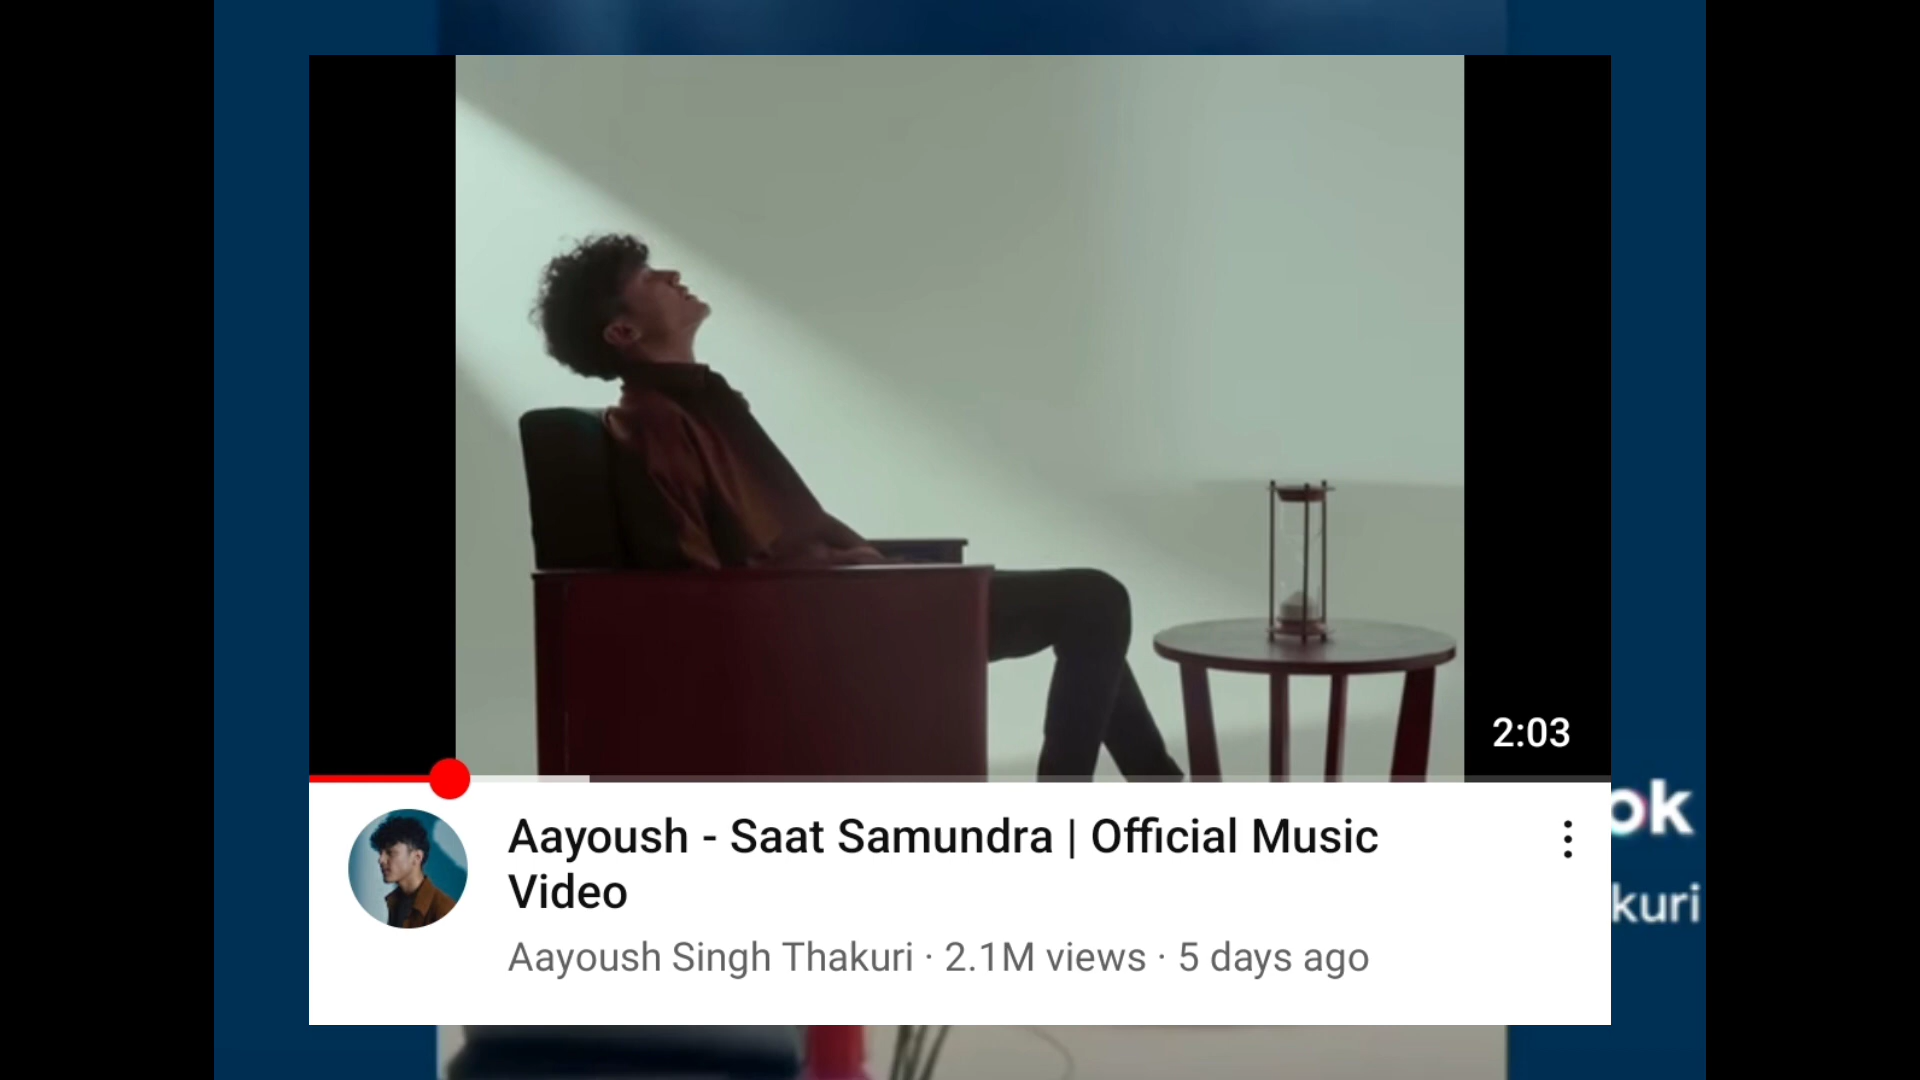 2:03
Aayoush - Saat Samundra | Official Music
Video
Aayoush Singh Thakuri · 2.1M views · 5 days ago
ok
kuri